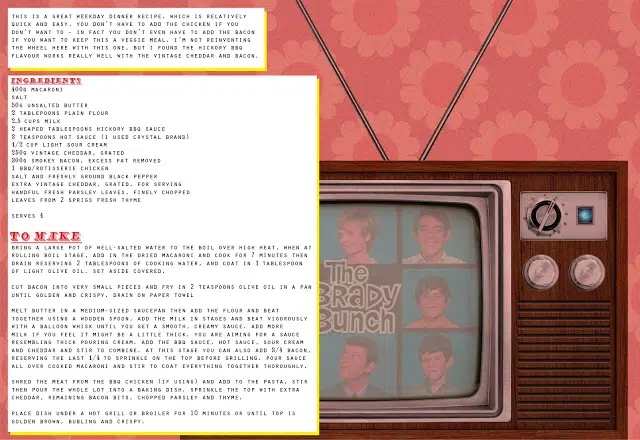 THIS IS A GREAT WEEKDAY DINNER RECIPE, WHICH IS RELATIVELY
QUICK AND EASY. YOU DON'T HAVE TO ADD THE CHICKEN IF YOU
DON'T WANT TO - IN FACT YOU DON'T EVEN HAVE TO ADD THE BACON
IF YOU WANT TO KEEP THIS A VEGGIE MEAL. I'M NOT REINVENTING
THE WHEEL HERE WITH THIS ONE, BUT I FOUND THE HICKORY BBQ
FLAVOUR WORKS REALLY WELL WITH THE VINTAGE CHEDDAR AND BACON.
INGREDIENTS
400G MACARONI
SALT
50G UNSALTED BUTTER
2 TABLESPOONS PLAIN FLOUR
2.5 CUPS MILK
2 HEAPED TABLESPOONS HICKORY BBQ SAUCE
2 TEASPOONS HOT SAUCE (I USED CRYSTAL BRAND)
1/2 CUP LIGHT SOUR CREAM
250G VINTAGE CHEDDAR, GRATED
200G SMOKEY BACON, EXCESS FAT REMOVED
1 BBQ/ROTISSERIE CHICKEN
SALT AND FRESHLY GROUND BLACK PEPPER
EXTRA VINTAGE CHEDDAR, GRATED, FOR SERVING
HANDFUL FRESH PARSLEY LEAVES, FINELY CHOPPED
LEAVES FROM 2 SPRIGS FRESH THYME
SERVES 4
TO MAKE
BRING A LARGE POT OF WELL-SALTED WATER TO THE BOIL OVER HIGH HEAT, WHEN AT
ROLLING BOIL STAGE, ADD IN THE DRIED MACARONI AND COOK FOR 7 MINUTES THEN
DRAIN RESERVING 2 TABLESPOONS OF COOKING WATER, AND COAT IN 1 TABLESPOON
OF LIGHT OLIVE OIL. SET ASIDE COVERED.
CUT BACON INTO VERY SMALL PIECES AND FRY IN 2 TEASPOONS OLIVE OIL IN A PAN
UNTIL GOLDEN AND CRISPY. DRAIN ON PAPER TOWEL
MELT BUTTER IN A MEDIUM-SIZED SAUCEPAN THEN ADD THE FLOUR AND BEAT
TOGETHER USING A WOODEN SPOON. ADD THE MILK IN STAGES AND BEAT VIGOROUSLY
WITH A BALLOON WHISK UNTIL YOU GET A SMOOTH, CREAMY SAUCE. ADD MORE
MILK IF YOU FEEL IT MIGHT BE A LITTLE THICK. YOU ARE AIMING FOR A SAUCE
RESEMBLING THICK POURING CREAM. ADD THE BBQ SAUCE, HOT SAUCE, SOUR CREAM
AND CHEDDAR AND STIR TO COMBINE. AT THIS STAGE YOU CAN ALSO ADD 3/4 BACON,
RESERVING THE LAST 1/4 TO SPRINKLE ON THE TOP BEFORE GRILLING. POUR SAUCE
ALL OVER COOKED MACARONI AND STIR TO COAT EVERYTHING TOGETHER THOROUGHLY.
SHRED THE MEAT FROM THE BBQ CHICKEN (IF USING) AND ADD TO THE PASTA, STIR
THEN POUR THE WHOLE LOT INTO A BAKING DISH, SPRINKLE THE TOP WITH EXTRA
CHEDDAR, REMAINING BACON BITS, CHOPPED PARSLEY AND THYME.
PLACE DISH UNDER A HOT GRILL OR BROILER FOR 10 MINUTES OR UNTIL TOP IS
GOLDEN BROWN, BUBLING AND CRISPY.
The
BRADY
BUNCH